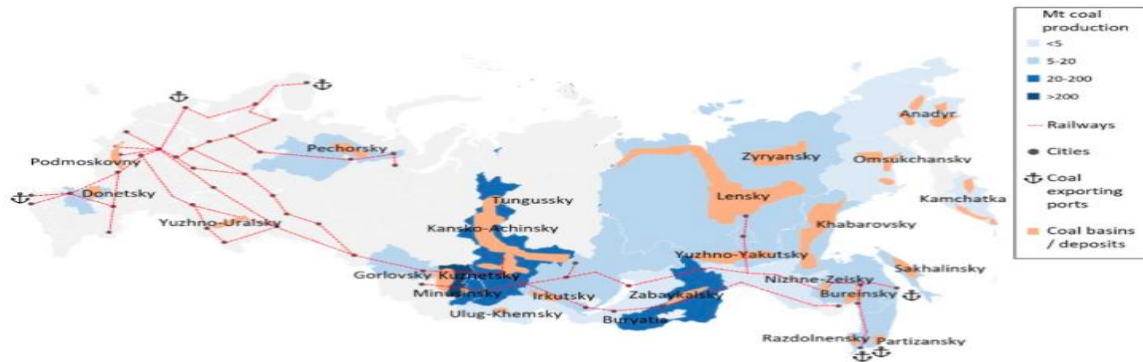 Mt coal
production
<5
5-20
20-200
>200
Railways
Cities
Coal
exporting
ports
Coal basins
/ deposits
Anadyr
Pechorsky
Zyryansky
Omsukchansky
Podmoskovny
Donetsky
Lensky
Kamchatka
Tungussky
Yuzhno-Uralsky
Kansko-Achinsky
Khabarovsky
Yuzhno-Yakutsky
Gorlovsky
Kuznetsky
Sakhalinsky
Nizhne-Zeisky
Minusinsky
Irkutsky
Zabaykalsky
Bureinsky
Ulug-Khemsky
Buryatia
Razdolnensky
Partizansky